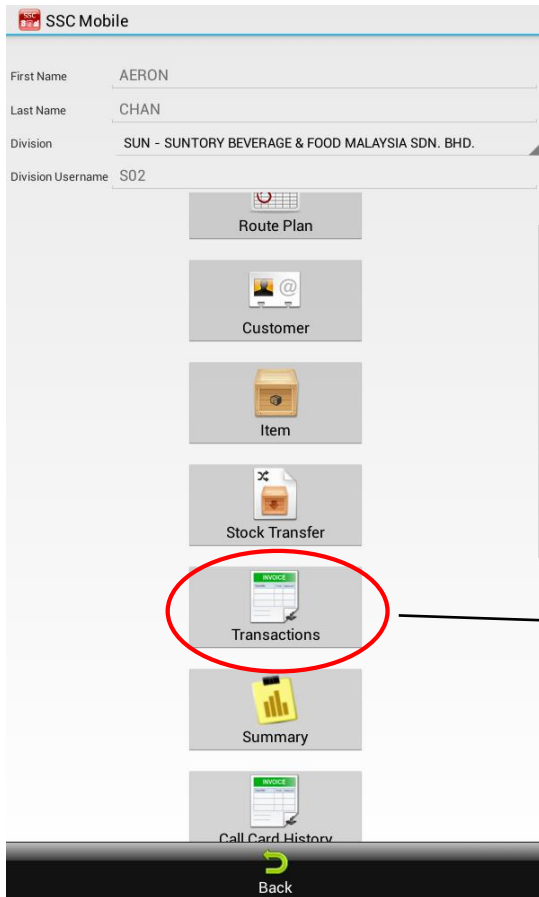 SSC Mobile
First Name AERON
Last Name CHAN
Division SUN - SUNTORY BEVERAGE & FOOD MALAYSIA SDN. BHD.
Division Username S02
Route Plan
@
Customer
Item
Stock Transfer
INVOICE
Transactions
Summary
INVOICE
Call Card History
Back